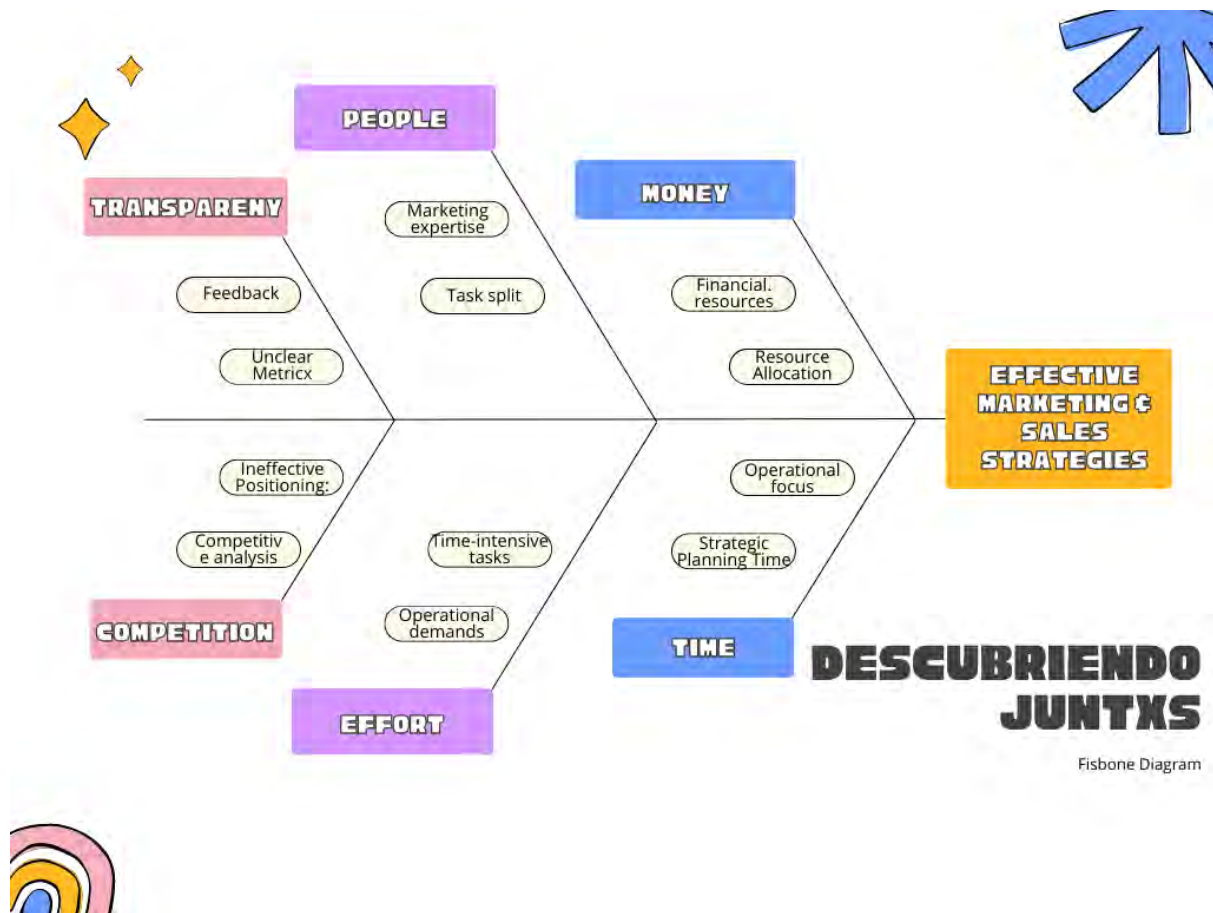 PEOPLE
MONEY
TRANSPARENY
Marketing
expertise
Feedback
Task split
Financial.
resources
Unclear
Metricx
Resource
Allocation
EFFECTIVE
MARKETING &
SALES
STRATEGIES
Ineffective
Positioning:
Operational
focus
Competitiv
e analysis
Time-intensive
tasks
Strategic
Planning Time
Operational
demands
COMPETITION
TIME
EFFORT
DESCUBRIENDO
JUNTXS
Fisbone Diagram